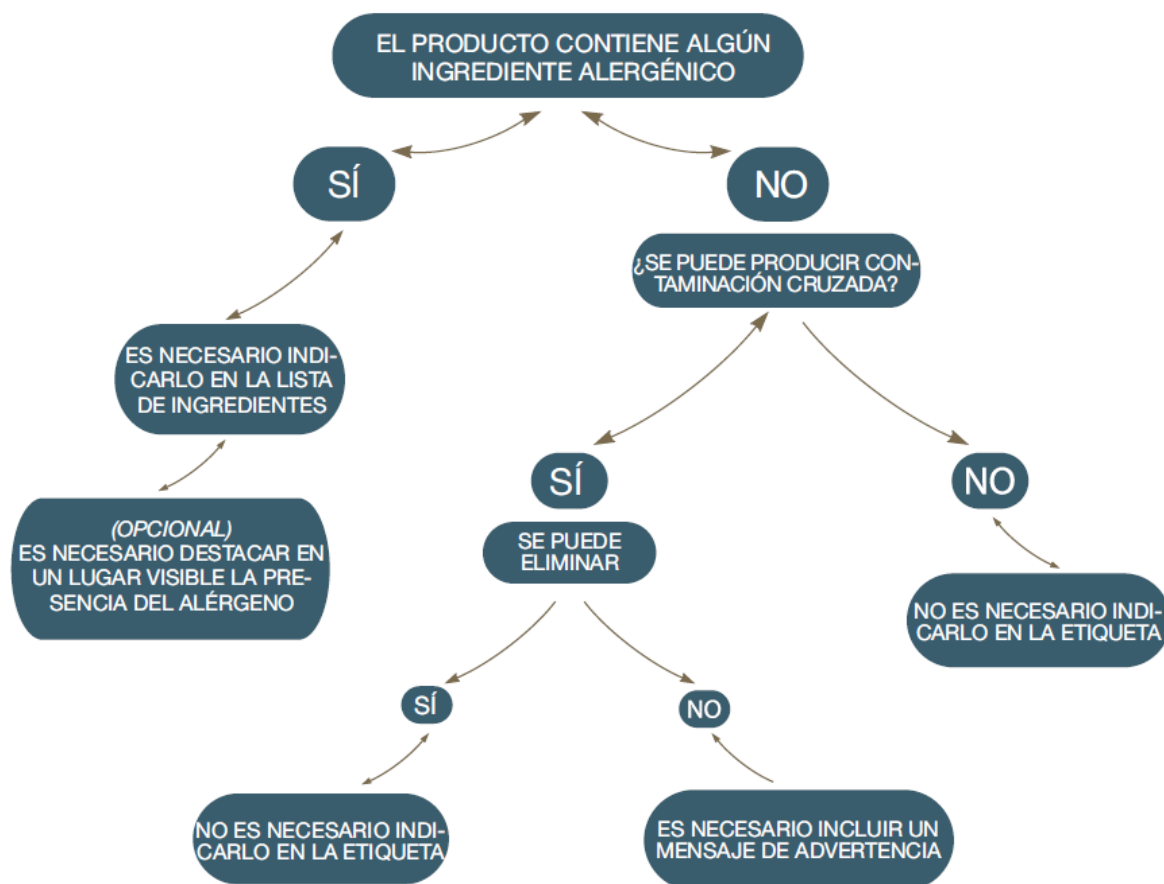 EL PRODUCTO CONTIENE ALGÚN
INGREDIENTE ALERGÉNICO
SÍ
NO
¿SE PUEDE PRODUCIR CON-
TAMINACIÓN CRUZADA?
ES NECESARIO INDI-
CARLO EN LA LISTA
DE INGREDIENTES
SÍ
NO
(OPCIONAL)
ES NECESARIO DESTACAR EN
UN LUGAR VISIBLE LA PRE-
SENCIA DEL ALÉRGENO
SE PUEDE
ELIMINAR
NO ES NECESARIO INDI-
CARLO EN LA ETIQUETA
SÍ
NO
NO ES NECESARIO INDI-
CARLO EN LA ETIQUETA
ES NECESARIO INCLUIR UN
MENSAJE DE ADVERTENCIA